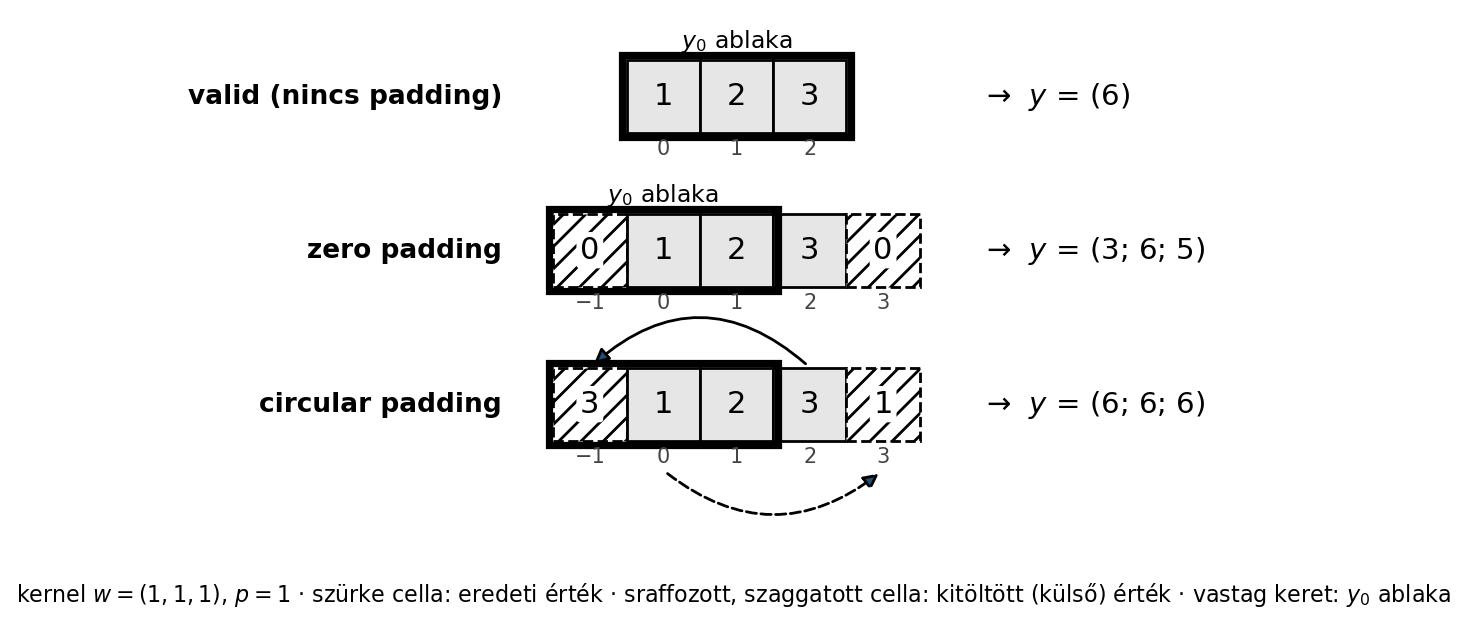 y₀ ablaka
valid (nincs padding) 1 2 3 → y = (6)
0 1 2
y₀ ablaka
zero padding 0 1 2 3 0 → y = (3; 6; 5)
−1 0 1 2 3
circular padding 3 1 2 3 1 → y = (6; 6; 6)
−1 0 1 2 3
kernel w = (1, 1, 1), p = 1 · szürke cella: eredeti érték · sraffozott, szaggatott cella: kitöltött (külső) érték · vastag keret: y₀ ablaka